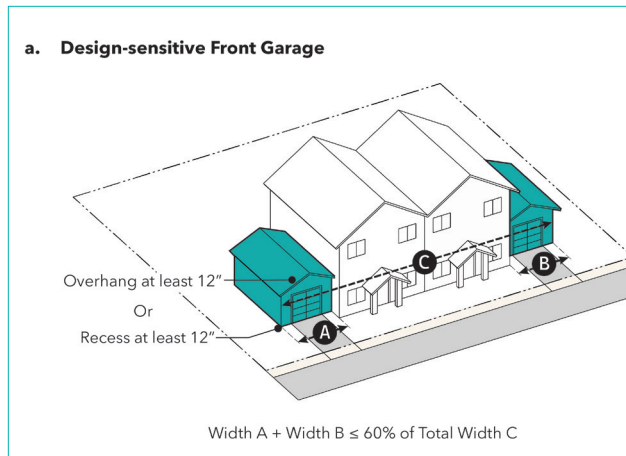 a. Design-sensitive Front Garage
Overhang at least 12"
Or
Recess at least 12"
C
B
A
Width A + Width B ≤ 60% of Total Width C